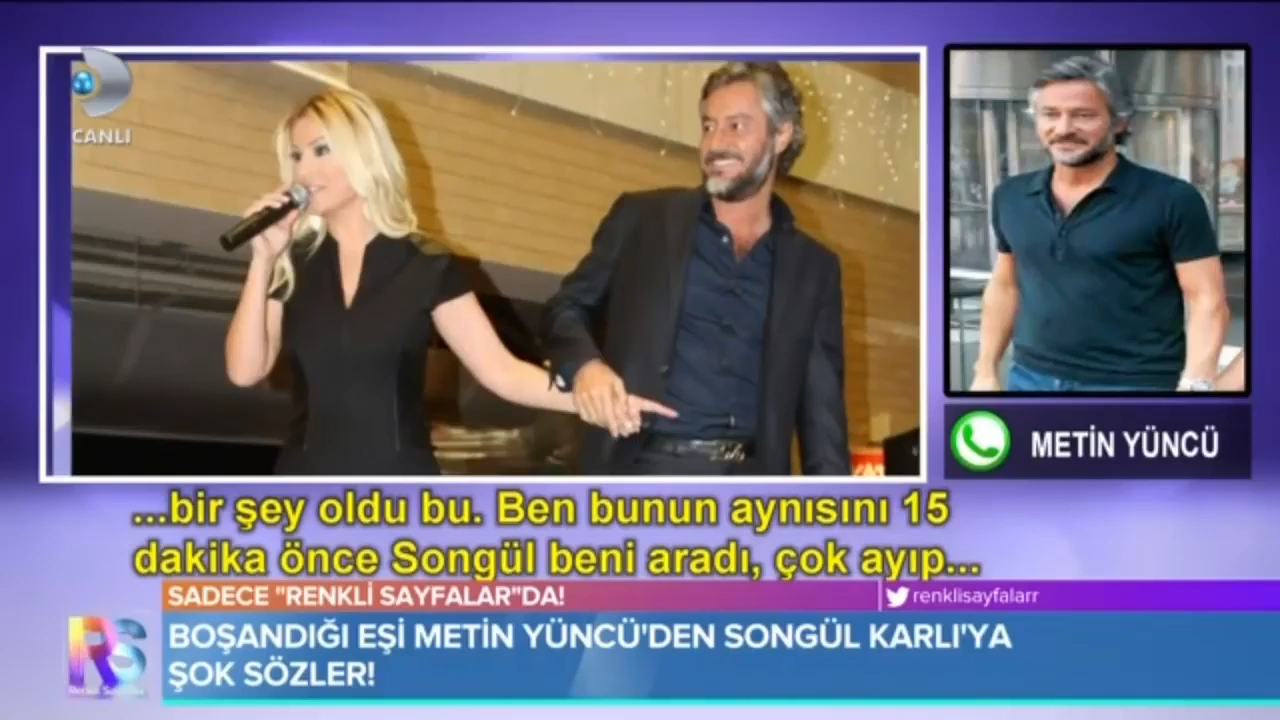 CANLI
METİN YÜNCÜ
...bir şey oldu bu. Ben bunun aynısını 15
dakika önce Songül beni aradı, çok ayıp...
SADECE "RENKLİ SAYFALAR"DA!
renklisayfalarr
RS
BOŞANDIĞI EŞİ METİN YÜNCÜ'DEN SONGÜL KARLI'YA
ŞOK SÖZLER!